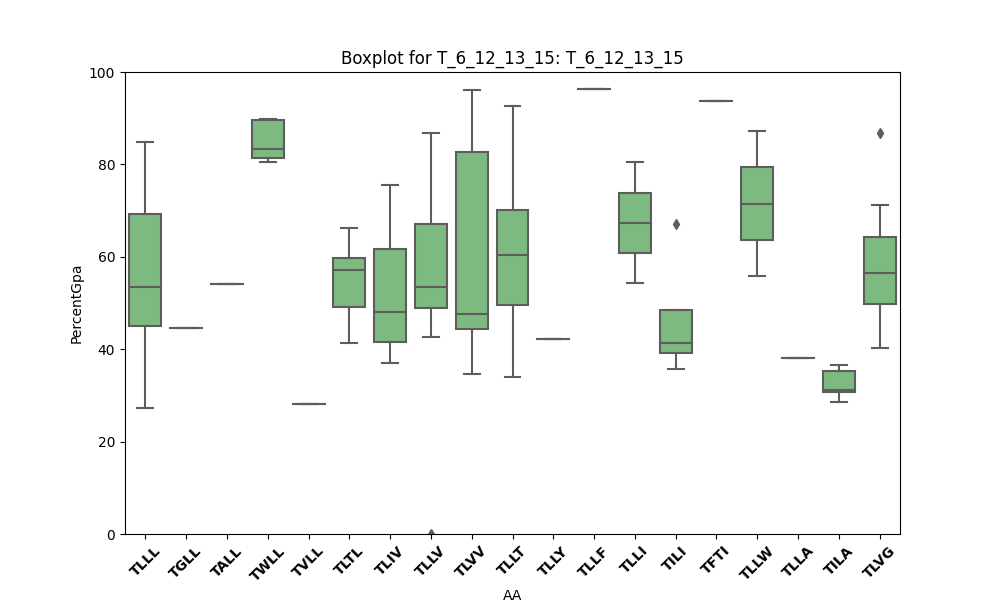 Boxplot for T_6_12_13_15: T_6_12_13_15
100
80
60
40
20
0
PercentGpa
TLLL TGLL TALL TWLL TVLL TLTL TLIV TLLV TLVV TLLT TLLY TLLF TLLI TILI TFTI TLLW TLLA TILA TLVG
AA